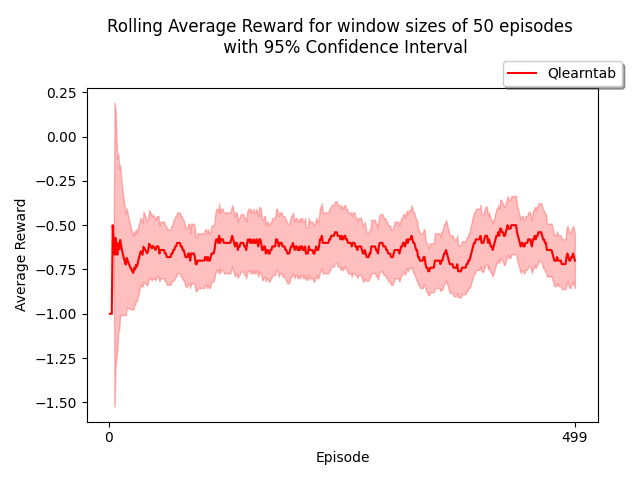 Rolling Average Reward for window sizes of 50 episodes
with 95% Confidence Interval
Qlearntab
0.25
0.00
−0.25
−0.50
−0.75
−1.00
−1.25
−1.50
Average Reward
0
499
Episode